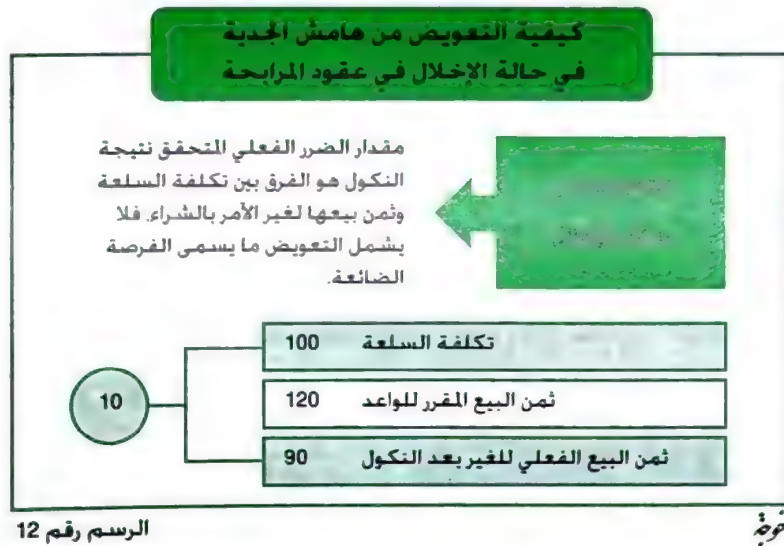 كيفية التعويض من هامش الجدية
في حالة الإخلال في عقود المرابحة
مقدار الضرر الفعلي المتحقق نتيجة
النكول هو الفرق بين تكلفة السلعة
وثمن بيعها لغير الآمر بالشراء. فلا
يشمل التعويض ما يسمى الفرصة
الضائعة.
تكلفة السلعة 100
ثمن البيع المقرر للواعد 120
10
ثمن البيع الفعلي للغير بعد النكول 90
الرسم رقم 12